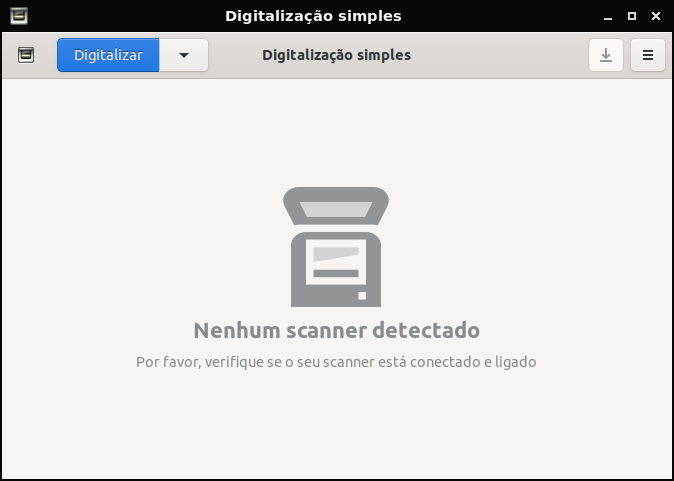 Digitalização simples
Digitalizar
Digitalização simples
Nenhum scanner detectado
Por favor, verifique se o seu scanner está conectado e ligado